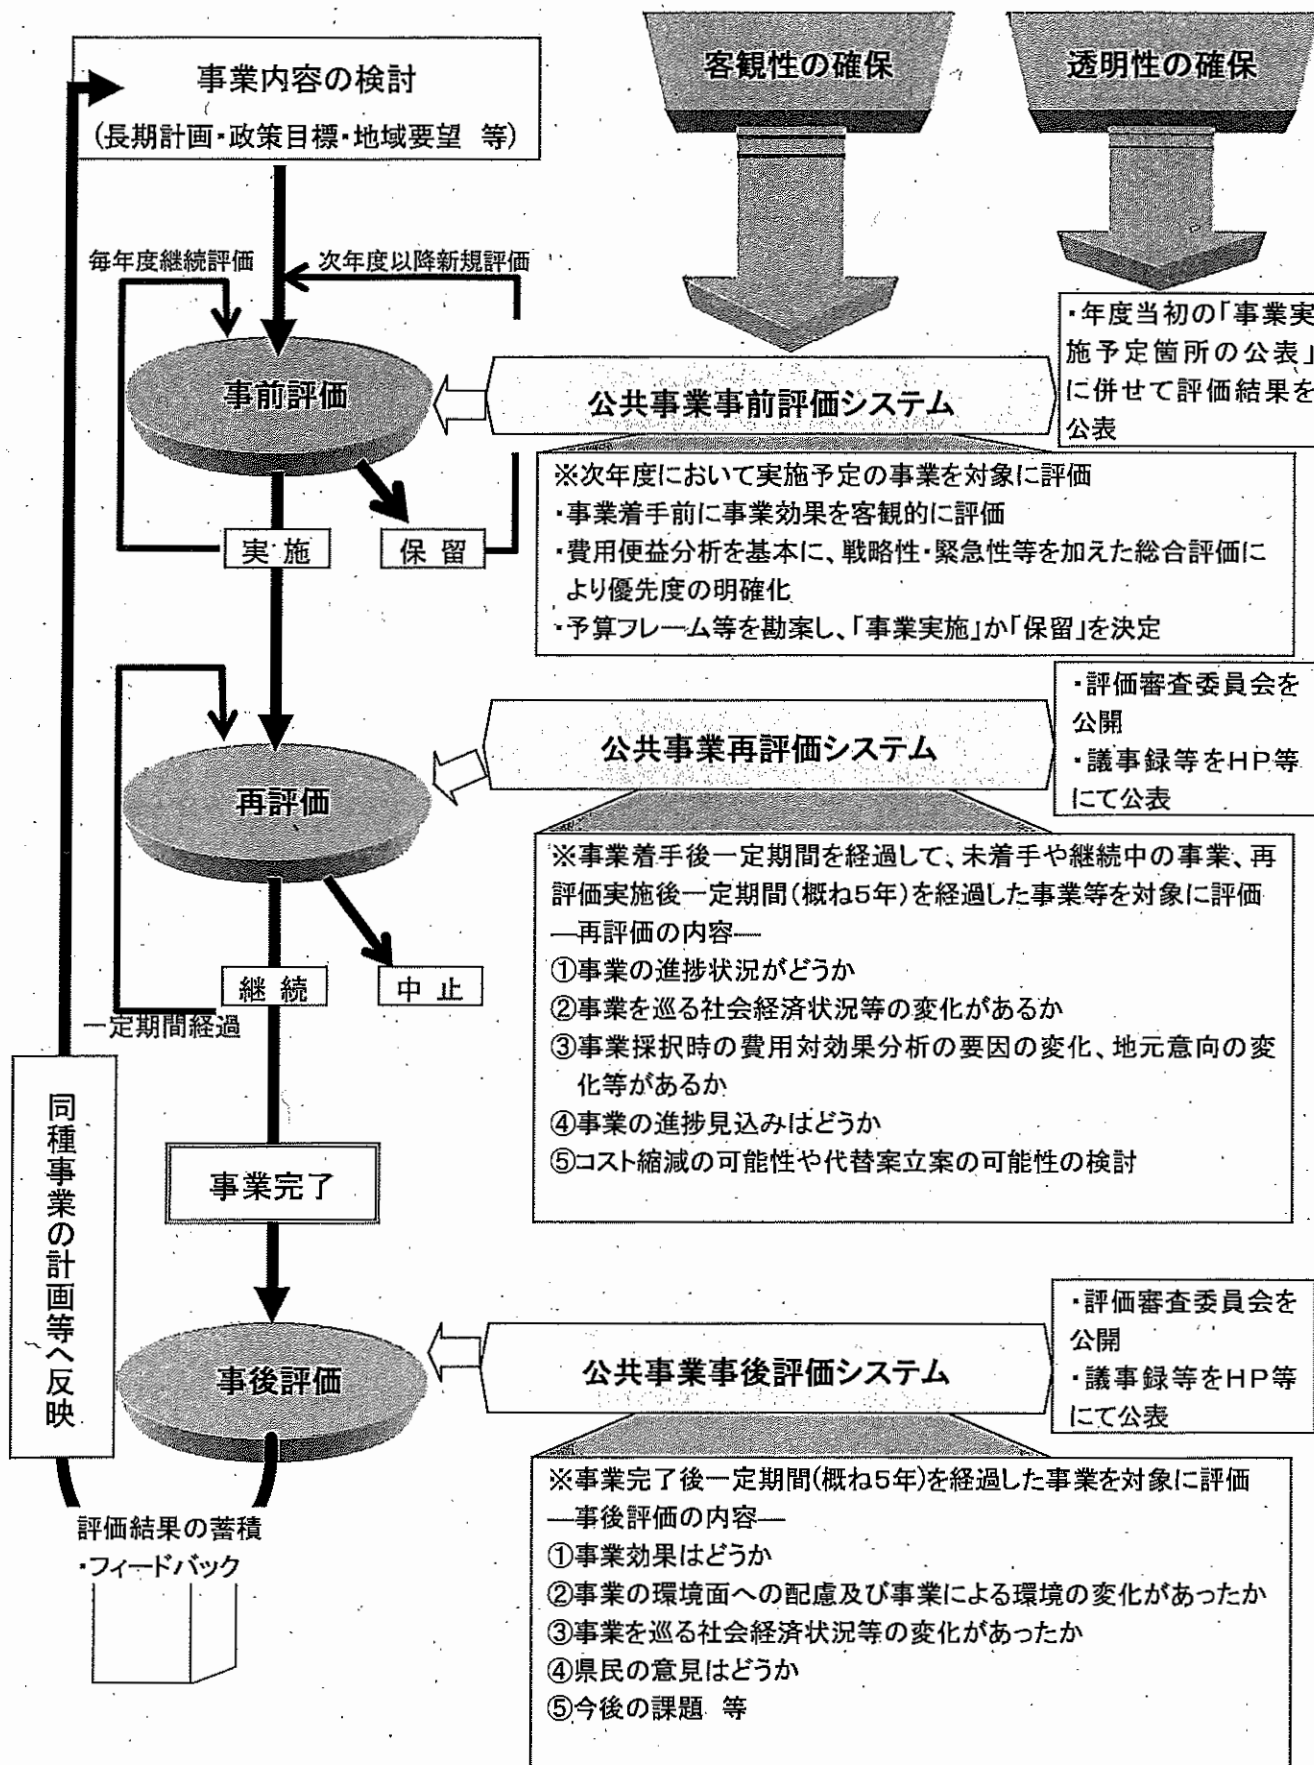 事業内容の検討
(長期計画・政策目標・地域要望 等)
客観性の確保
透明性の確保
毎年度継続評価
次年度以降新規評価
事前評価
公共事業事前評価システム
・年度当初の「事業実
施予定箇所の公表」
に併せて評価結果を
公表
実 施
保 留
※次年度において実施予定の事業を対象に評価
・事業着手前に事業効果を客観的に評価
・費用便益分析を基本に、戦略性・緊急性等を加えた総合評価に
より優先度の明確化
・予算フレーム等を勘案し、「事業実施」か「保留」を決定
再評価
公共事業再評価システム
・評価審査委員会を
公開
・議事録等をHP等
にて公表
継 続
中 止
一定期間経過
※事業着手後一定期間を経過して、未着手や継続中の事業、再
評価実施後一定期間(概ね5年)を経過した事業等を対象に評価
―再評価の内容―
①事業の進捗状況がどうか
②事業を巡る社会経済状況等の変化があるか
③事業採択時の費用対効果分析の要因の変化、地元意向の変
化等があるか
④事業の進捗見込みはどうか
⑤コスト縮減の可能性や代替案立案の可能性の検討
同種事業の計画等へ反映
事業完了
事後評価
公共事業事後評価システム
・評価審査委員会を
公開
・議事録等をHP等
にて公表
評価結果の蓄積
・フィードバック
※事業完了後一定期間(概ね5年)を経過した事業を対象に評価
―事後評価の内容―
①事業効果はどうか
②事業の環境面への配慮及び事業による環境の変化があったか
③事業を巡る社会経済状況等の変化があったか
④県民の意見はどうか
⑤今後の課題 等